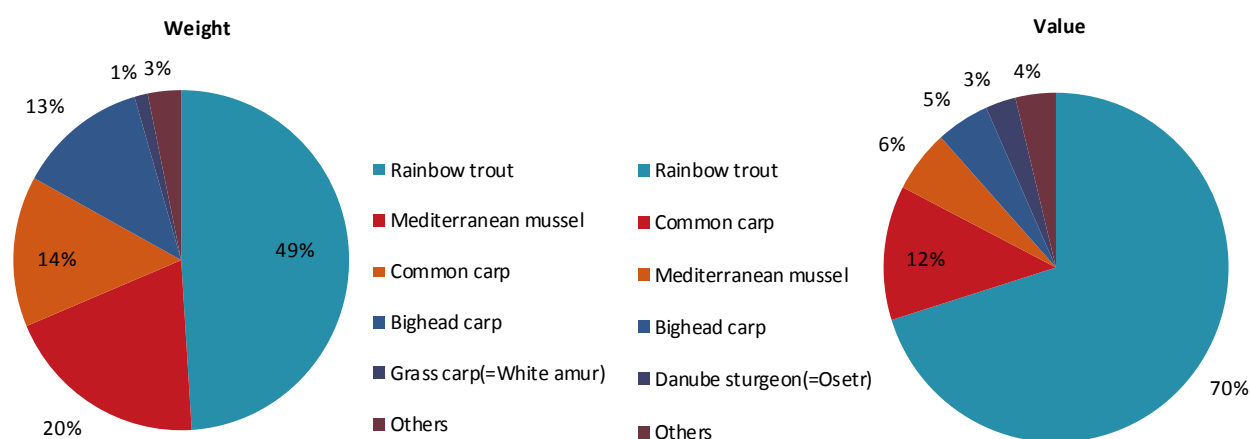 Weight
1%
3%
13%
14%
49%
20%
Rainbow trout
Mediterranean mussel
Common carp
Bighead carp
Grass carp(=White amur)
Others
Value
3%
4%
5%
6%
12%
70%
Rainbow trout
Common carp
Mediterranean mussel
Bighead carp
Danube sturgeon(=Osetr)
Others